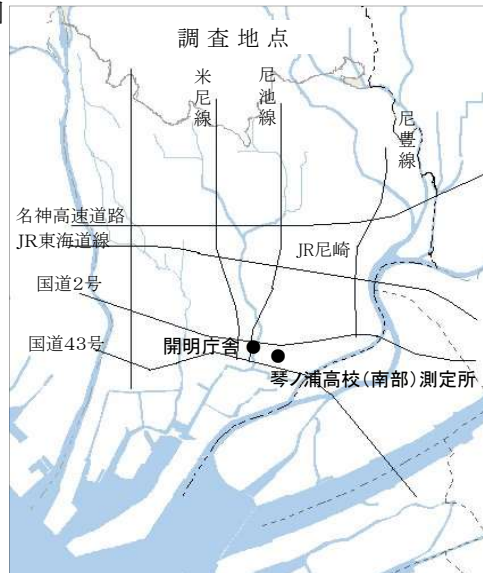 調査地点
米尼線
尼池線
尼豊線
名神高速道路
JR東海道線
JR尼崎
国道2号
国道43号
開明庁舎
琴ノ浦高校(南部)測定所